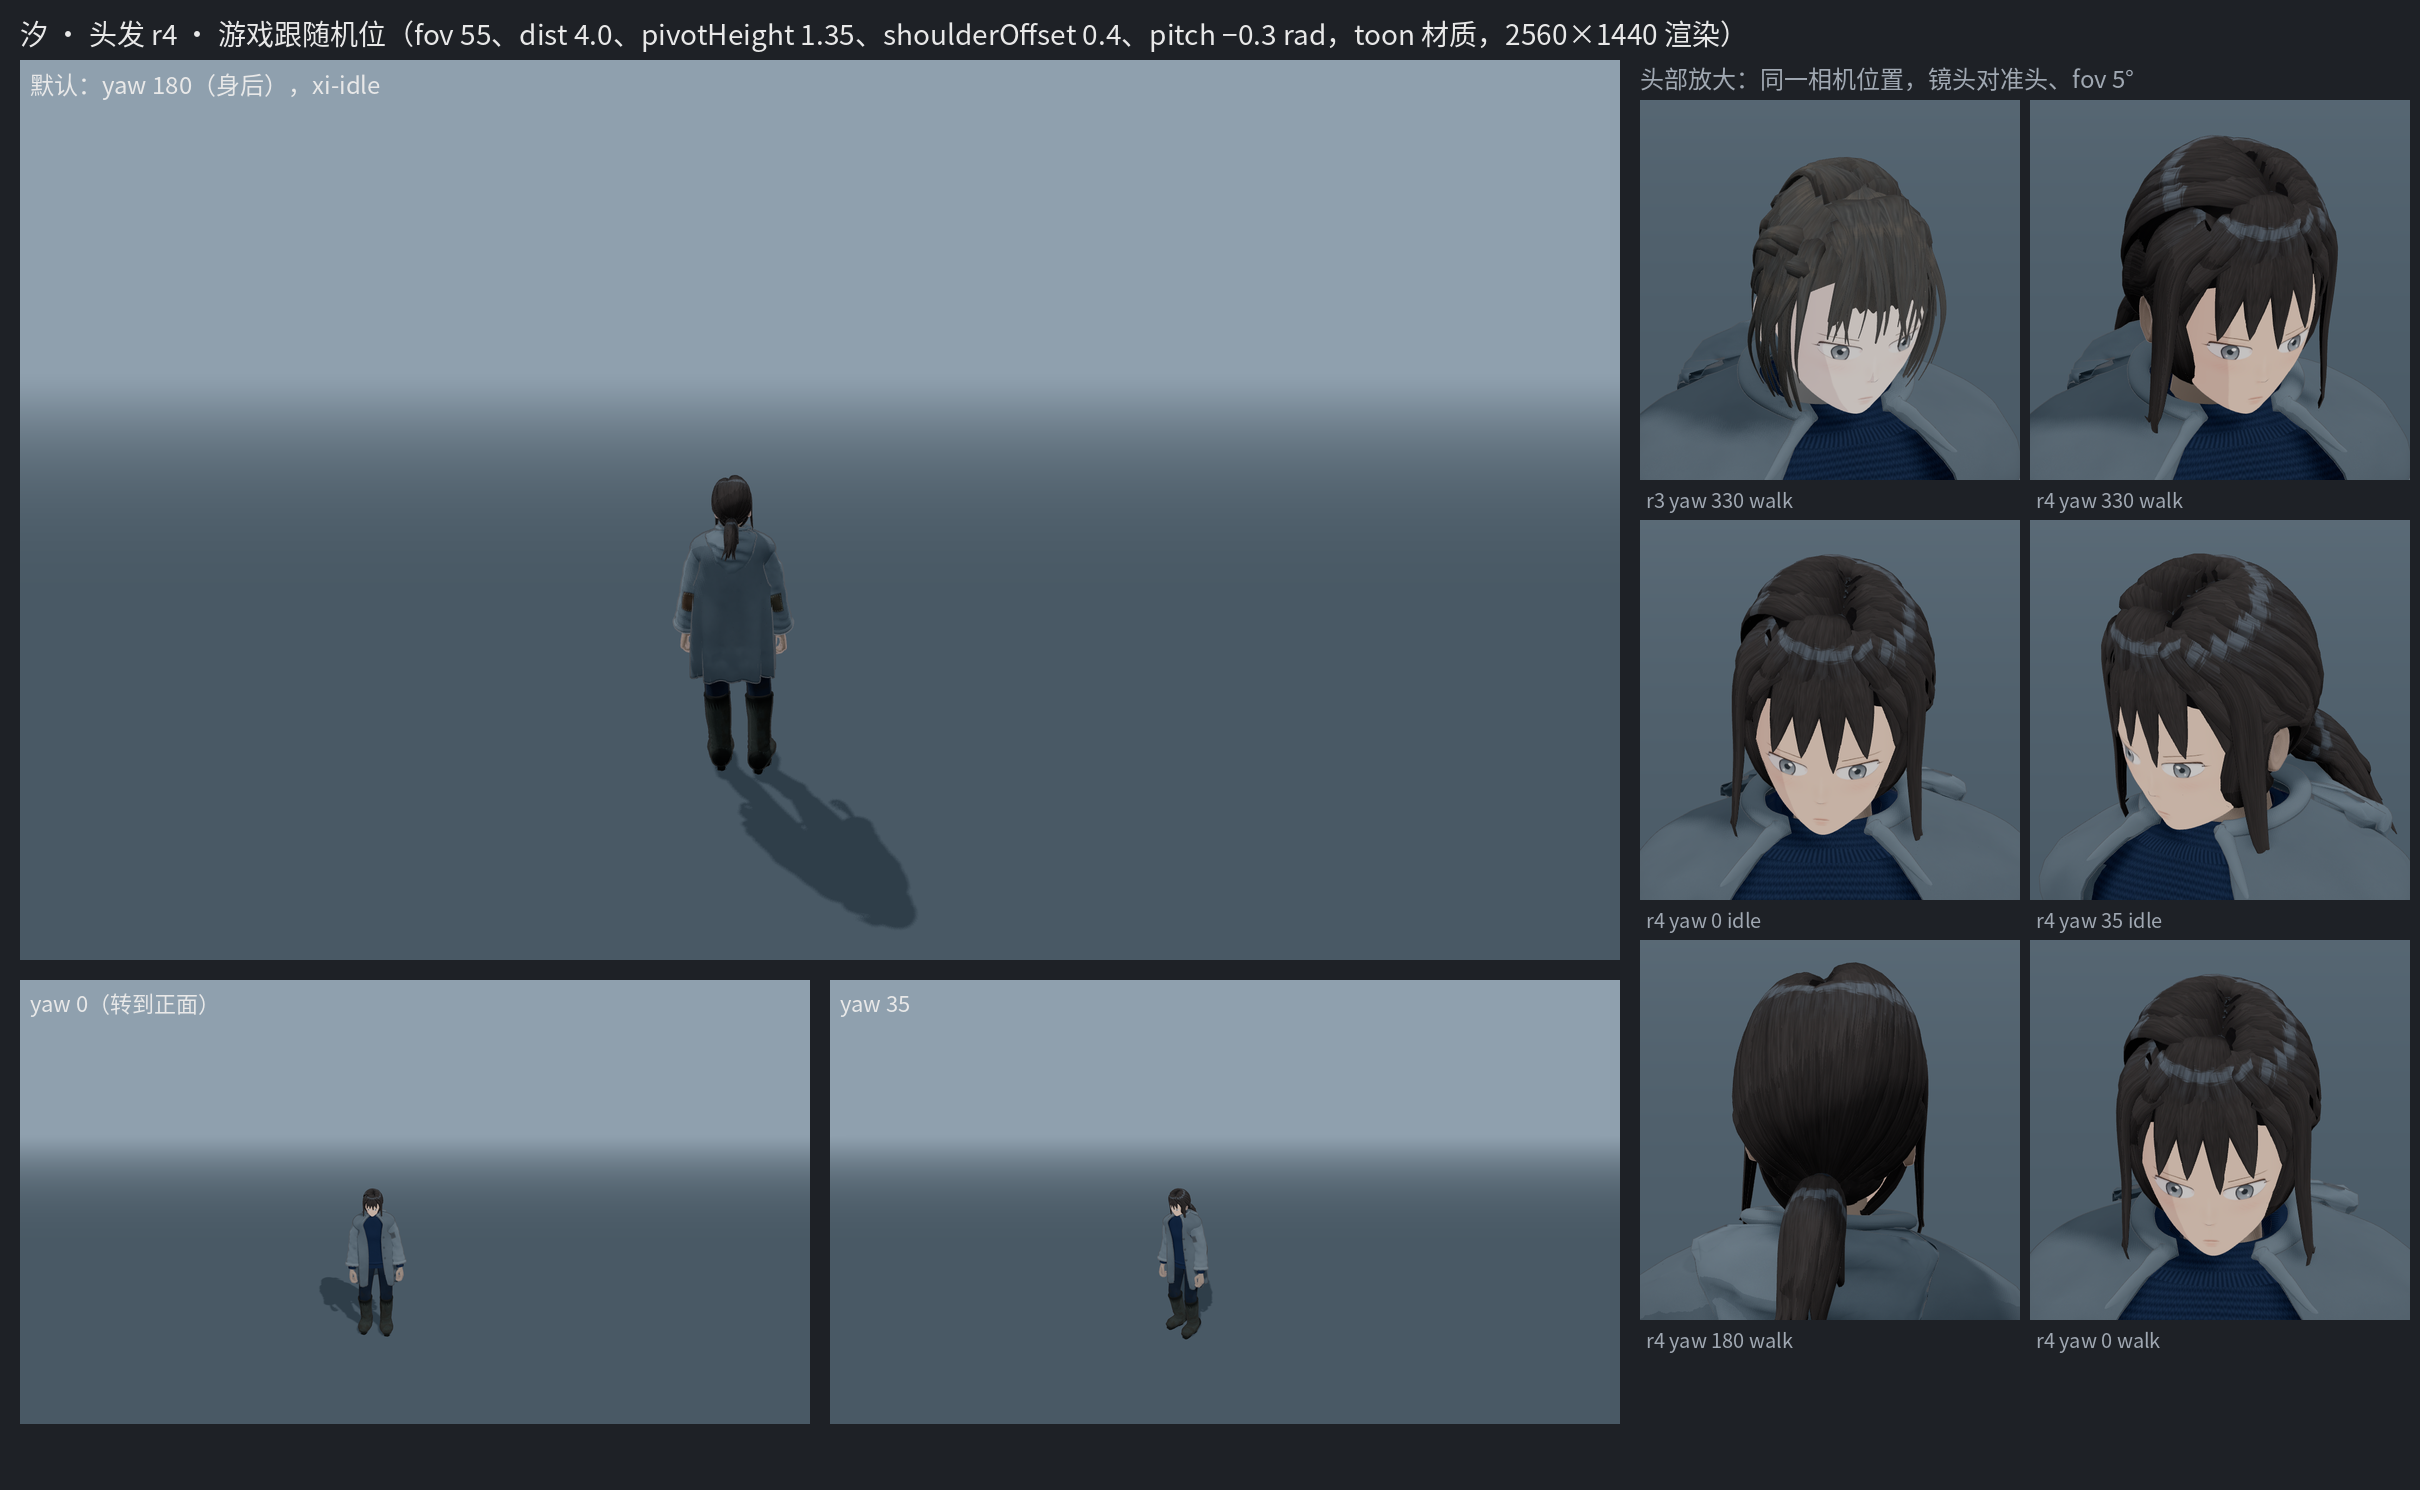 汐 · 头发 r4 · 游戏跟随机位（fov 55、dist 4.0、pivotHeight 1.35、shoulderOffset 0.4、pitch −0.3 rad，toon 材质，2560×1440 渲染）
默认：yaw 180（身后），xi-idle
头部放大：同一相机位置，镜头对准头、fov 5°
r3 yaw 330 walk
r4 yaw 330 walk
r4 yaw 0 idle
r4 yaw 35 idle
yaw 0（转到正面）
yaw 35
r4 yaw 180 walk
r4 yaw 0 walk